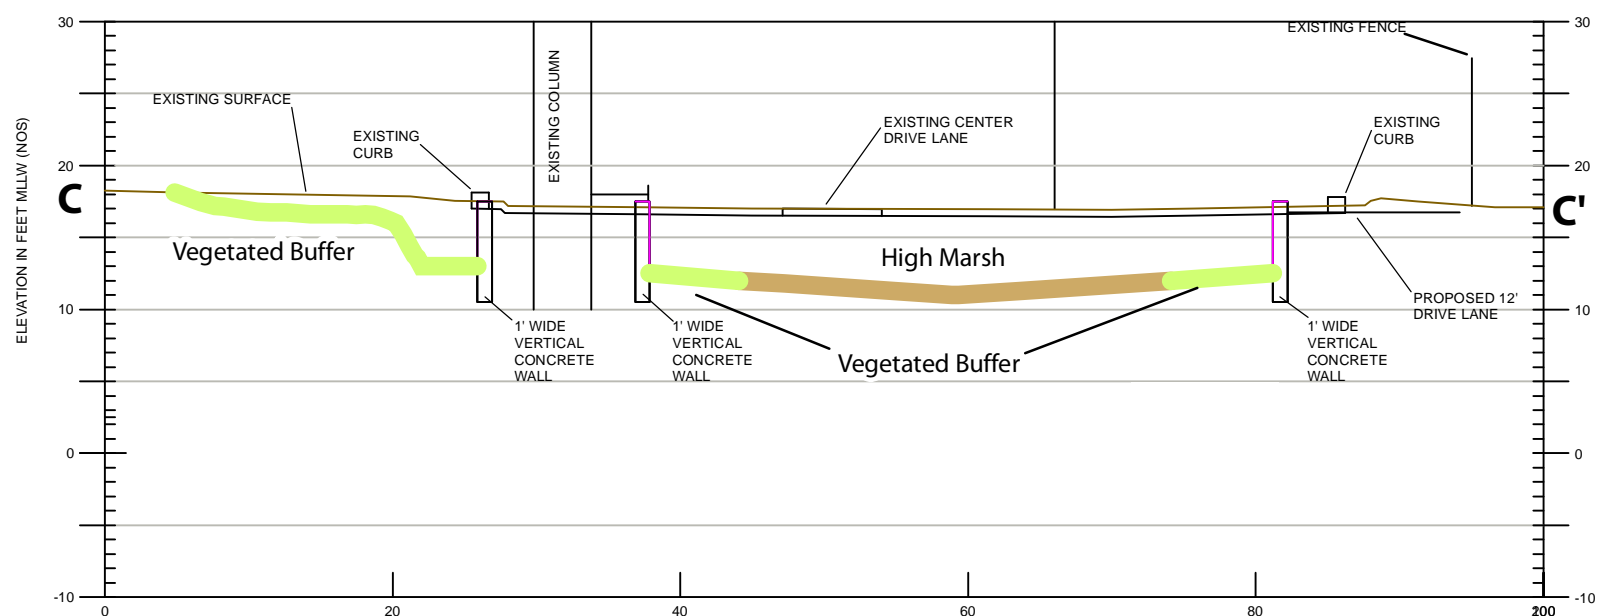 30
30
EXISTING FENCE
EXISTING COLUMN
EXISTING SURFACE
EXISTING
CURB
EXISTING CENTER
DRIVE LANE
EXISTING
CURB
20
20
C
C'
ELEVATION IN FEET MLLW (NOS)
Vegetated Buffer
High Marsh
10
10
PROPOSED 12'
DRIVE LANE
1' WIDE
VERTICAL
CONCRETE
WALL
1' WIDE
VERTICAL
CONCRETE
WALL
1' WIDE
VERTICAL
CONCRETE
WALL
Vegetated Buffer
0
0
-10
-10
0
20
40
60
80